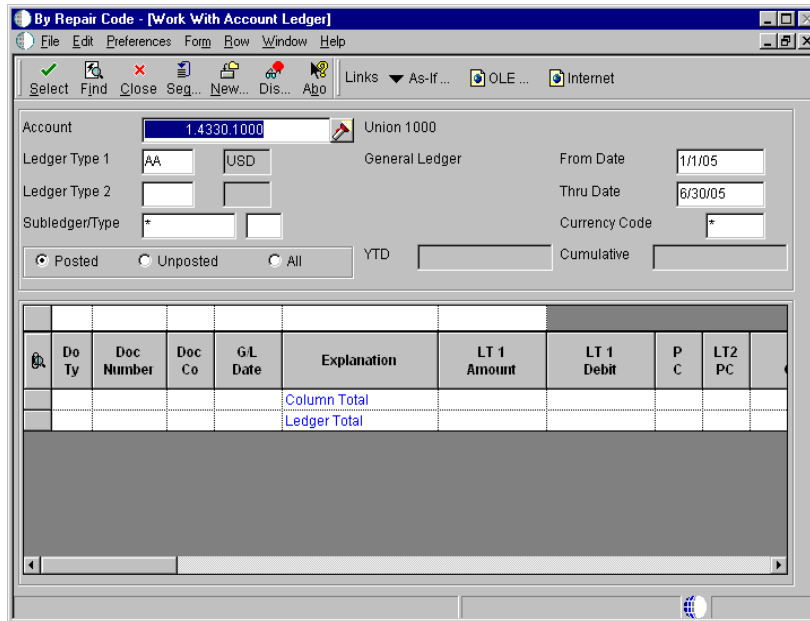 By Repair Code - [Work With Account Ledger]
File Edit Preferences Form Row Window Help
Select Find Close Seq... New... Dis... Abo Links As-If ... OLE ... Internet
Account 1.4330.1000 Union 1000
Ledger Type 1 AA USD General Ledger From Date 1/1/05
Ledger Type 2 Thru Date 6/30/05
Subledger/Type * Currency Code *
Posted Unposted All YTD Cumulative
Do Ty Doc Number Doc Co G/L Date Explanation LT 1 Amount LT 1 Debit P C LT2 PC
Column Total
Ledger Total